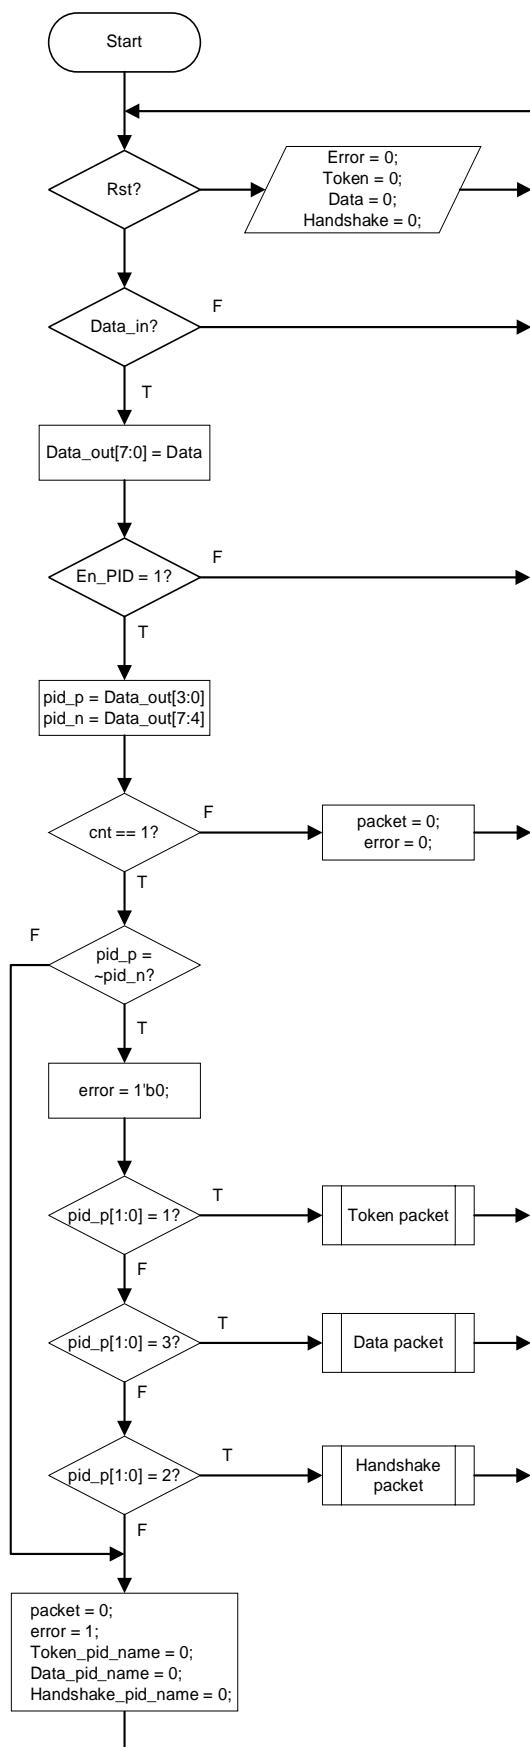 Start
Rst?
Error = 0;
Token = 0;
Data = 0;
Handshake = 0;
Data_in?
F
T
Data_out[7:0] = Data
En_PID = 1?
F
T
pid_p = Data_out[3:0]
pid_n = Data_out[7:4]
cnt == 1?
F
packet = 0;
error = 0;
T
F
pid_p =
~pid_n?
T
error = 1'b0;
pid_p[1:0] = 1?
T
Token packet
F
pid_p[1:0] = 3?
T
Data packet
F
pid_p[1:0] = 2?
T
Handshake
packet
F
packet = 0;
error = 1;
Token_pid_name = 0;
Data_pid_name = 0;
Handshake_pid_name = 0;